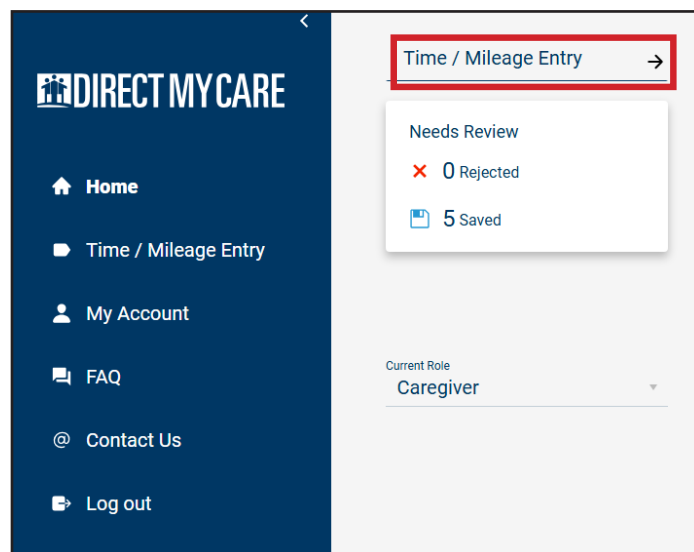 DIRECT MY CARE
Home
Time / Mileage Entry
My Account
FAQ
@ Contact Us
Log out
Time / Mileage Entry →
Needs Review
0 Rejected
5 Saved
Current Role
Caregiver